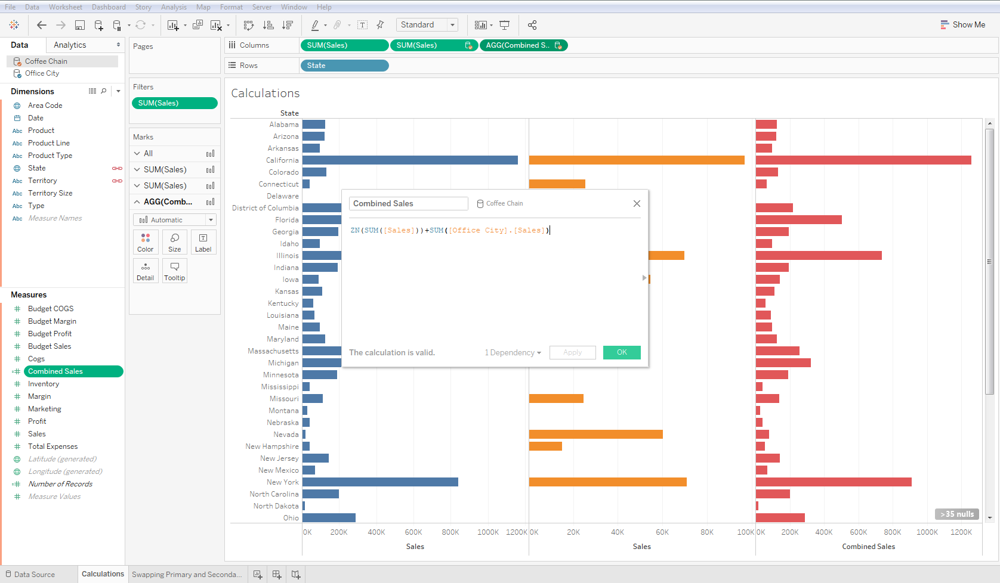 File Data Worksheet Dashboard Story Analysis Map Format Server Window Help
Standard
Show Me
Data Analytics
Coffee Chain
Office City
Dimensions
Area Code
Date
Abc Product
Abc Product Line
Abc Product Type
State
Abc Territory
Abc Territory Size
Abc Type
Abc Measure Names
Measures
Budget COGS
Budget Margin
Budget Profit
Budget Sales
Cogs
Combined Sales
Inventory
Margin
Marketing
Profit
Sales
Total Expenses
Latitude (generated)
Longitude (generated)
Number of Records
Measure Values
Pages
Filters
SUM(Sales)
Marks
All
SUM(Sales)
SUM(Sales)
AGG(Comb...
Automatic
Color Size Label
Detail Tooltip
Columns SUM(Sales) SUM(Sales) AGG(Combined S..
Rows State
Calculations
State
Alabama
Arizona
Arkansas
California
Colorado
Connecticut
Delaware
District of Columbia
Florida
Georgia
Idaho
Illinois
Indiana
Iowa
Kansas
Kentucky
Louisiana
Maine
Maryland
Massachusetts
Michigan
Minnesota
Mississippi
Missouri
Montana
Nebraska
Nevada
New Hampshire
New Jersey
New Mexico
New York
North Carolina
North Dakota
Ohio
Combined Sales Coffee Chain
ZN(SUM([Sales]))+SUM([Office City].[Sales])
The calculation is valid. 1 Dependency Apply OK
>35 nulls
0K 200K 400K 600K 800K 1000K 1200K 0K 20K 40K 60K 80K 100K 0K 200K 400K 600K 800K 1000K 1200K
Sales Sales Combined Sales
Data Source Calculations Swapping Primary and Seconda...